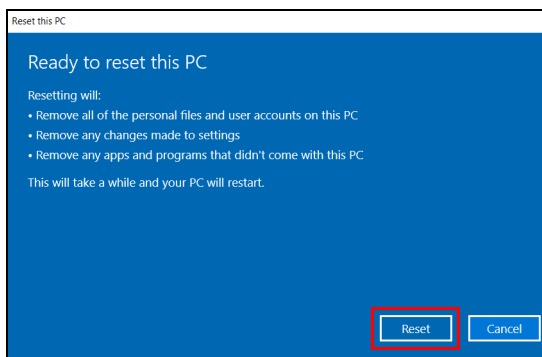 Reset this PC
Ready to reset this PC
Resetting will:
• Remove all of the personal files and user accounts on this PC
• Remove any changes made to settings
• Remove any apps and programs that didn't come with this PC
This will take a while and your PC will restart.
Reset Cancel